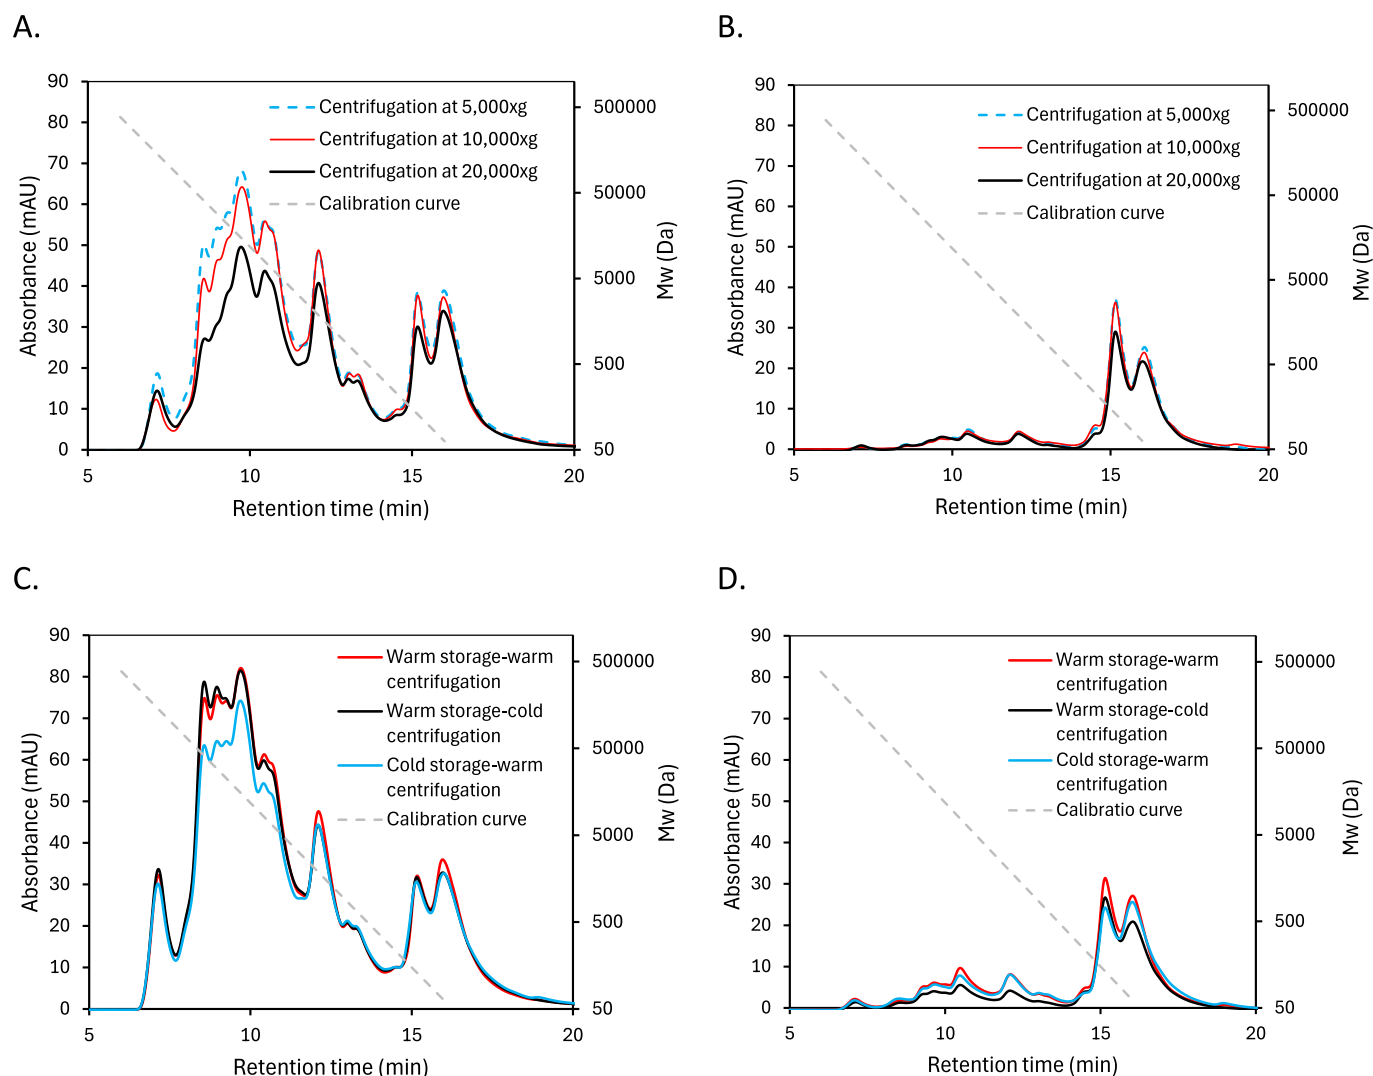 A.
90
80
70
60
50
40
30
20
10
0
Absorbance (mAU)
Centrifugation at 5,000xg
Centrifugation at 10,000xg
Centrifugation at 20,000xg
Calibration curve
500000
50000
5000
500
50
Mw (Da)
5
10
15
20
Retention time (min)
B.
90
80
70
60
50
40
30
20
10
0
Absorbance (mAU)
Centrifugation at 5,000xg
Centrifugation at 10,000xg
Centrifugation at 20,000xg
Calibration curve
500000
50000
5000
500
50
Mw (Da)
5
10
15
20
Retention time (min)
C.
90
80
70
60
50
40
30
20
10
0
Absorbance (mAU)
Warm storage-warm
centrifugation
Warm storage-cold
centrifugation
Cold storage-warm
centrifugation
Calibration curve
500000
50000
5000
500
50
Mw (Da)
5
10
15
20
Retention time (min)
D.
90
80
70
60
50
40
30
20
10
0
Absorbance (mAU)
Warm storage-warm
centrifugation
Warm storage-cold
centrifugation
Cold storage-warm
centrifugation
Calibratio curve
500000
50000
5000
500
50
Mw (Da)
5
10
15
20
Retention time (min)